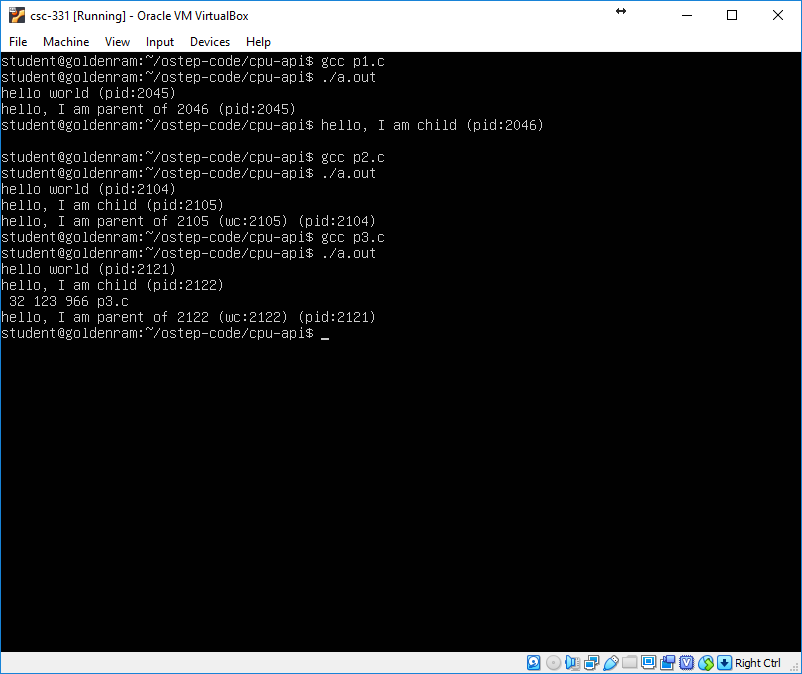 csc-331 [Running] - Oracle VM VirtualBox
File Machine View Input Devices Help
student@goldenram:~/ostep-code/cpu-api$ gcc p1.c
student@goldenram:~/ostep-code/cpu-api$ ./a.out
hello world (pid:2045)
hello, I am parent of 2046 (pid:2045)
student@goldenram:~/ostep-code/cpu-api$ hello, I am child (pid:2046)
student@goldenram:~/ostep-code/cpu-api$ gcc p2.c
student@goldenram:~/ostep-code/cpu-api$ ./a.out
hello world (pid:2104)
hello, I am child (pid:2105)
hello, I am parent of 2105 (wc:2105) (pid:2104)
student@goldenram:~/ostep-code/cpu-api$ gcc p3.c
student@goldenram:~/ostep-code/cpu-api$ ./a.out
hello world (pid:2121)
hello, I am child (pid:2122)
 32 123 966 p3.c
hello, I am parent of 2122 (wc:2122) (pid:2121)
student@goldenram:~/ostep-code/cpu-api$ _
Right Ctrl